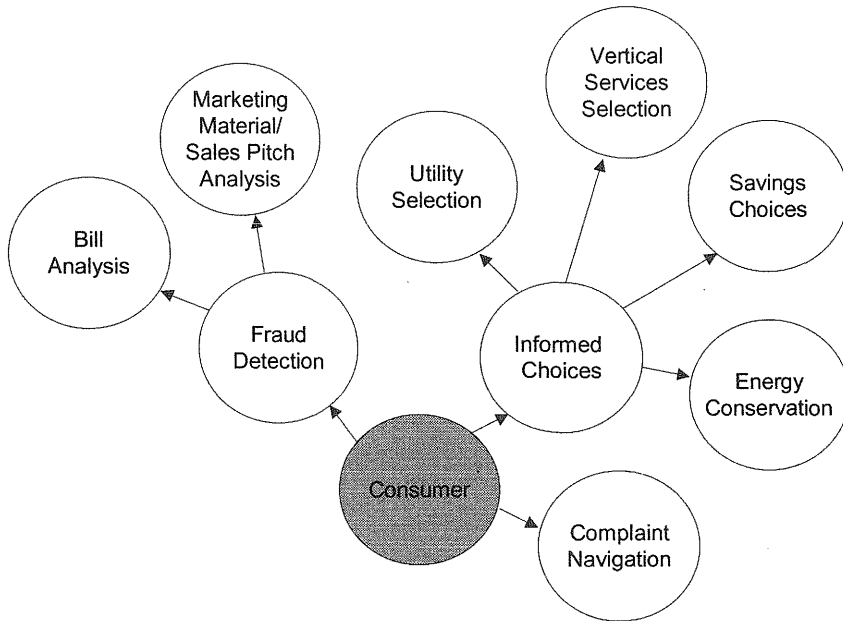 Vertical
Services
Selection
Marketing
Material/
Sales Pitch
Analysis
Utility
Selection
Savings
Choices
Bill
Analysis
Fraud
Detection
Informed
Choices
Energy
Conservation
Consumer
Complaint
Navigation